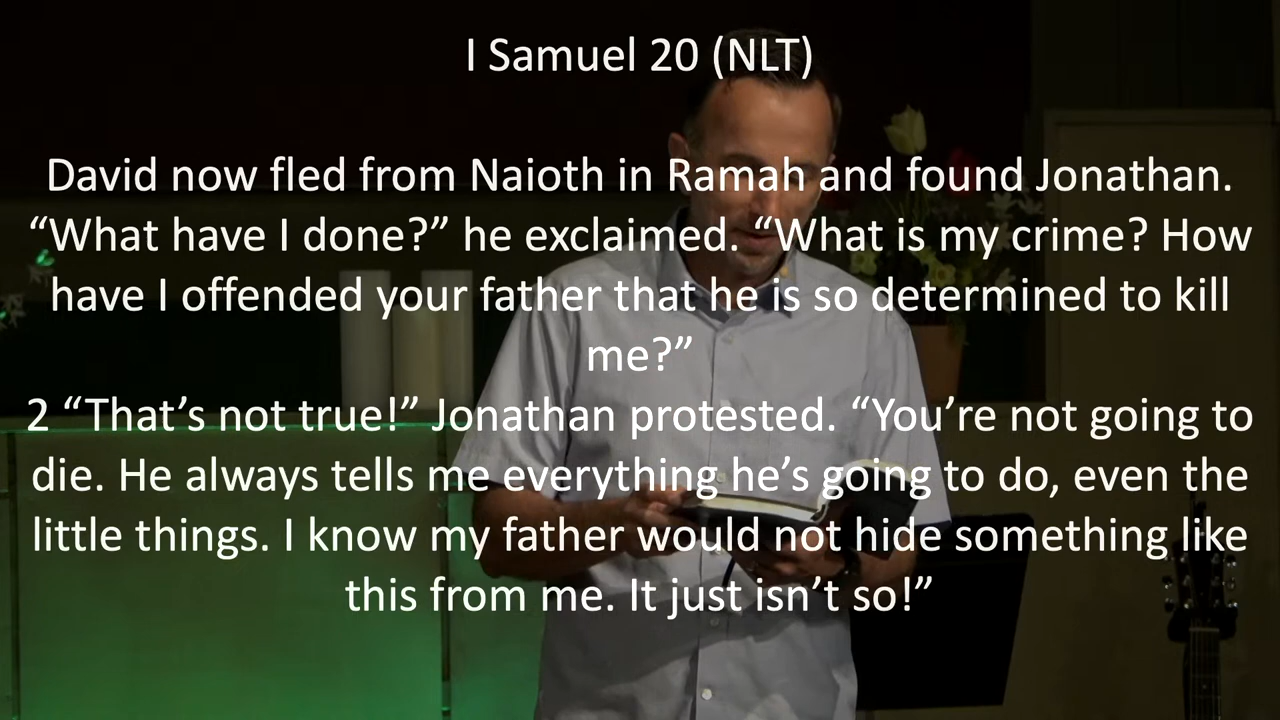 I Samuel 20 (NLT)
David now fled from Naioth in Ramah and found Jonathan.
“What have I done?” he exclaimed. “What is my crime? How
have I offended your father that he is so determined to kill
me?”
2 “That’s not true!” Jonathan protested. “You’re not going to
die. He always tells me everything he’s going to do, even the
little things. I know my father would not hide something like
this from me. It just isn’t so!”